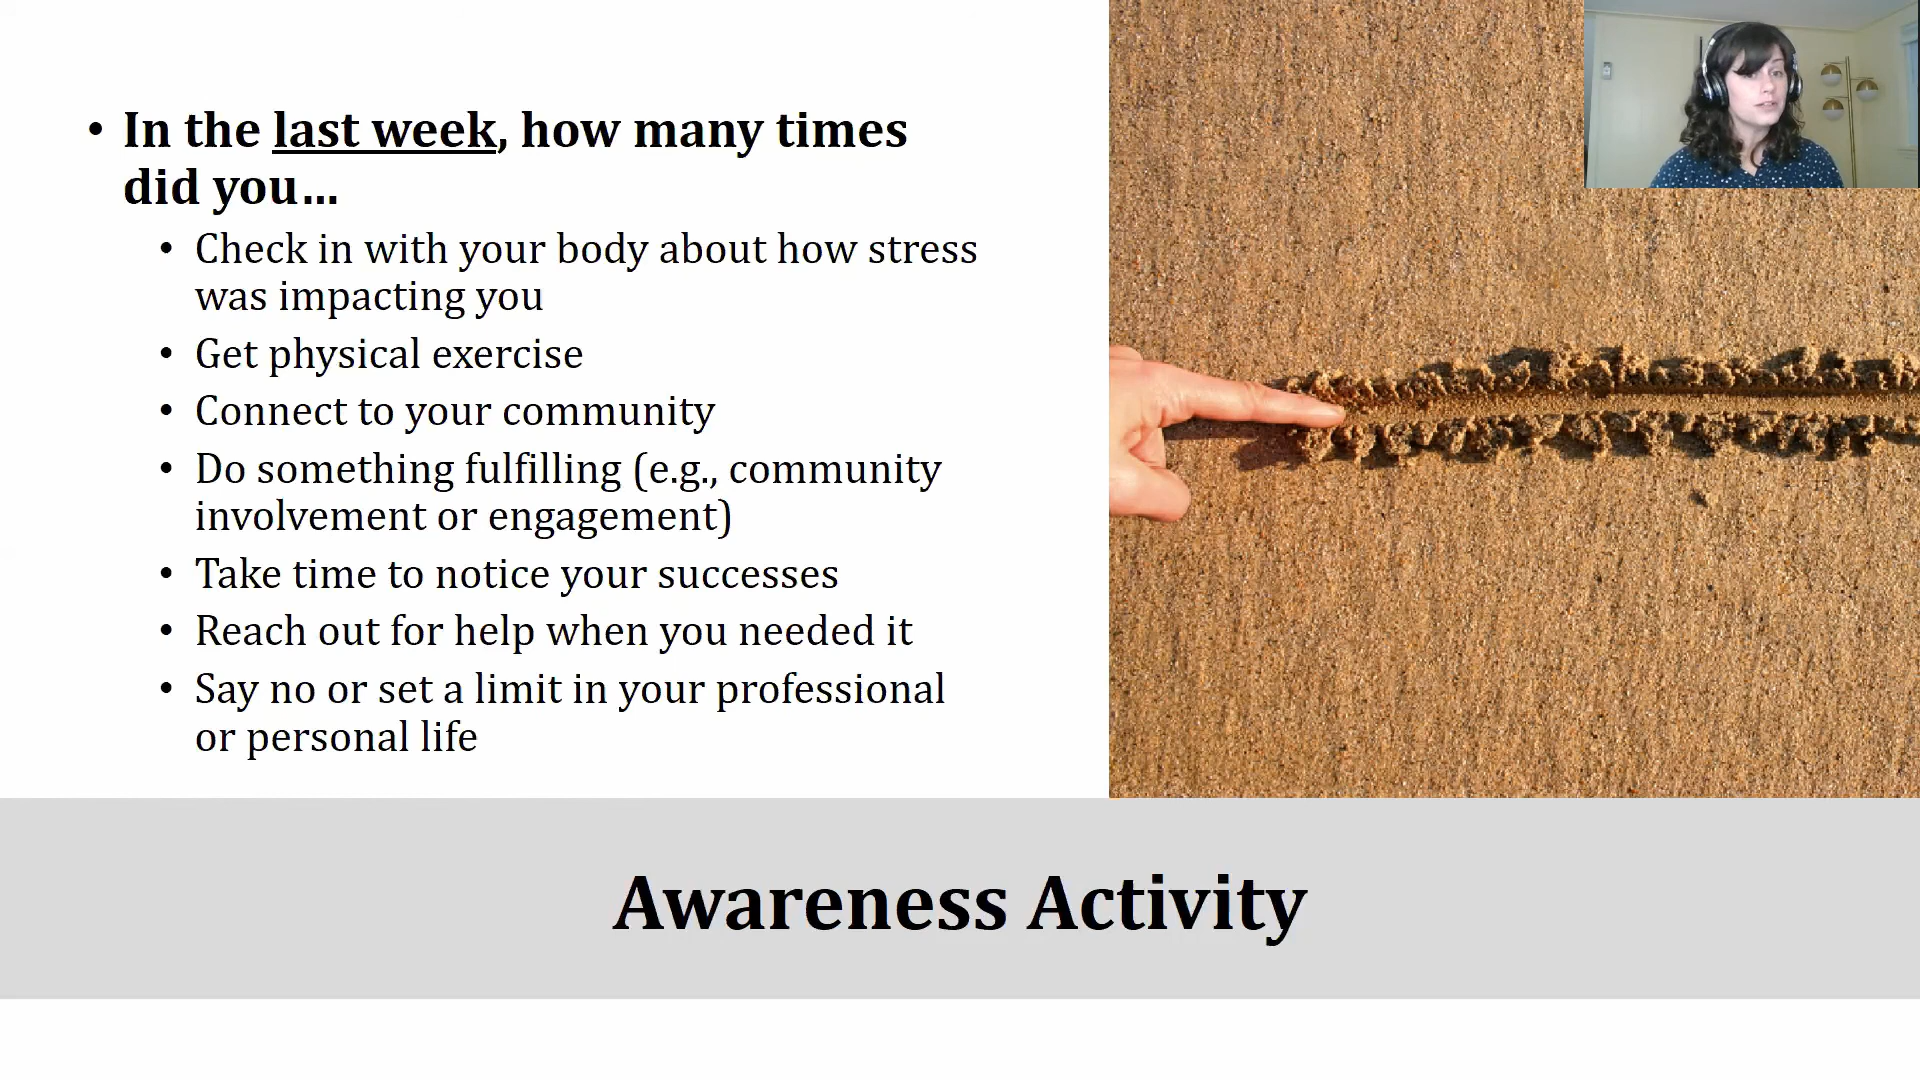 • In the last week, how many times
did you...
• Check in with your body about how stress
was impacting you
• Get physical exercise
• Connect to your community
• Do something fulfilling (e.g., community
involvement or engagement)
• Take time to notice your successes
• Reach out for help when you needed it
• Say no or set a limit in your professional
or personal life
Awareness Activity